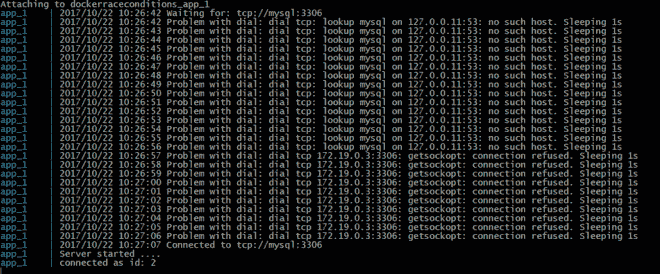 Attaching to dockerraceconditions_app_1
app_1 | 2017/10/22 10:26:42 Waiting for: tcp://mysql:3306
app_1 | 2017/10/22 10:26:42 Problem with dial: dial tcp: lookup mysql on 127.0.0.11:53: no such host. Sleeping 1s
app_1 | 2017/10/22 10:26:43 Problem with dial: dial tcp: lookup mysql on 127.0.0.11:53: no such host. Sleeping 1s
app_1 | 2017/10/22 10:26:44 Problem with dial: dial tcp: lookup mysql on 127.0.0.11:53: no such host. Sleeping 1s
app_1 | 2017/10/22 10:26:45 Problem with dial: dial tcp: lookup mysql on 127.0.0.11:53: no such host. Sleeping 1s
app_1 | 2017/10/22 10:26:46 Problem with dial: dial tcp: lookup mysql on 127.0.0.11:53: no such host. Sleeping 1s
app_1 | 2017/10/22 10:26:47 Problem with dial: dial tcp: lookup mysql on 127.0.0.11:53: no such host. Sleeping 1s
app_1 | 2017/10/22 10:26:48 Problem with dial: dial tcp: lookup mysql on 127.0.0.11:53: no such host. Sleeping 1s
app_1 | 2017/10/22 10:26:49 Problem with dial: dial tcp: lookup mysql on 127.0.0.11:53: no such host. Sleeping 1s
app_1 | 2017/10/22 10:26:50 Problem with dial: dial tcp: lookup mysql on 127.0.0.11:53: no such host. Sleeping 1s
app_1 | 2017/10/22 10:26:51 Problem with dial: dial tcp: lookup mysql on 127.0.0.11:53: no such host. Sleeping 1s
app_1 | 2017/10/22 10:26:52 Problem with dial: dial tcp: lookup mysql on 127.0.0.11:53: no such host. Sleeping 1s
app_1 | 2017/10/22 10:26:53 Problem with dial: dial tcp: lookup mysql on 127.0.0.11:53: no such host. Sleeping 1s
app_1 | 2017/10/22 10:26:54 Problem with dial: dial tcp: lookup mysql on 127.0.0.11:53: no such host. Sleeping 1s
app_1 | 2017/10/22 10:26:55 Problem with dial: dial tcp: lookup mysql on 127.0.0.11:53: no such host. Sleeping 1s
app_1 | 2017/10/22 10:26:56 Problem with dial: dial tcp: lookup mysql on 127.0.0.11:53: no such host. Sleeping 1s
app_1 | 2017/10/22 10:26:57 Problem with dial: dial tcp 172.19.0.3:3306: getsockopt: connection refused. Sleeping 1s
app_1 | 2017/10/22 10:26:58 Problem with dial: dial tcp 172.19.0.3:3306: getsockopt: connection refused. Sleeping 1s
app_1 | 2017/10/22 10:26:59 Problem with dial: dial tcp 172.19.0.3:3306: getsockopt: connection refused. Sleeping 1s
app_1 | 2017/10/22 10:27:00 Problem with dial: dial tcp 172.19.0.3:3306: getsockopt: connection refused. Sleeping 1s
app_1 | 2017/10/22 10:27:01 Problem with dial: dial tcp 172.19.0.3:3306: getsockopt: connection refused. Sleeping 1s
app_1 | 2017/10/22 10:27:02 Problem with dial: dial tcp 172.19.0.3:3306: getsockopt: connection refused. Sleeping 1s
app_1 | 2017/10/22 10:27:03 Problem with dial: dial tcp 172.19.0.3:3306: getsockopt: connection refused. Sleeping 1s
app_1 | 2017/10/22 10:27:04 Problem with dial: dial tcp 172.19.0.3:3306: getsockopt: connection refused. Sleeping 1s
app_1 | 2017/10/22 10:27:05 Problem with dial: dial tcp 172.19.0.3:3306: getsockopt: connection refused. Sleeping 1s
app_1 | 2017/10/22 10:27:06 Problem with dial: dial tcp 172.19.0.3:3306: getsockopt: connection refused. Sleeping 1s
app_1 | 2017/10/22 10:27:07 Connected to tcp://mysql:3306
app_1 | Server started ....
app_1 | connected as id: 2